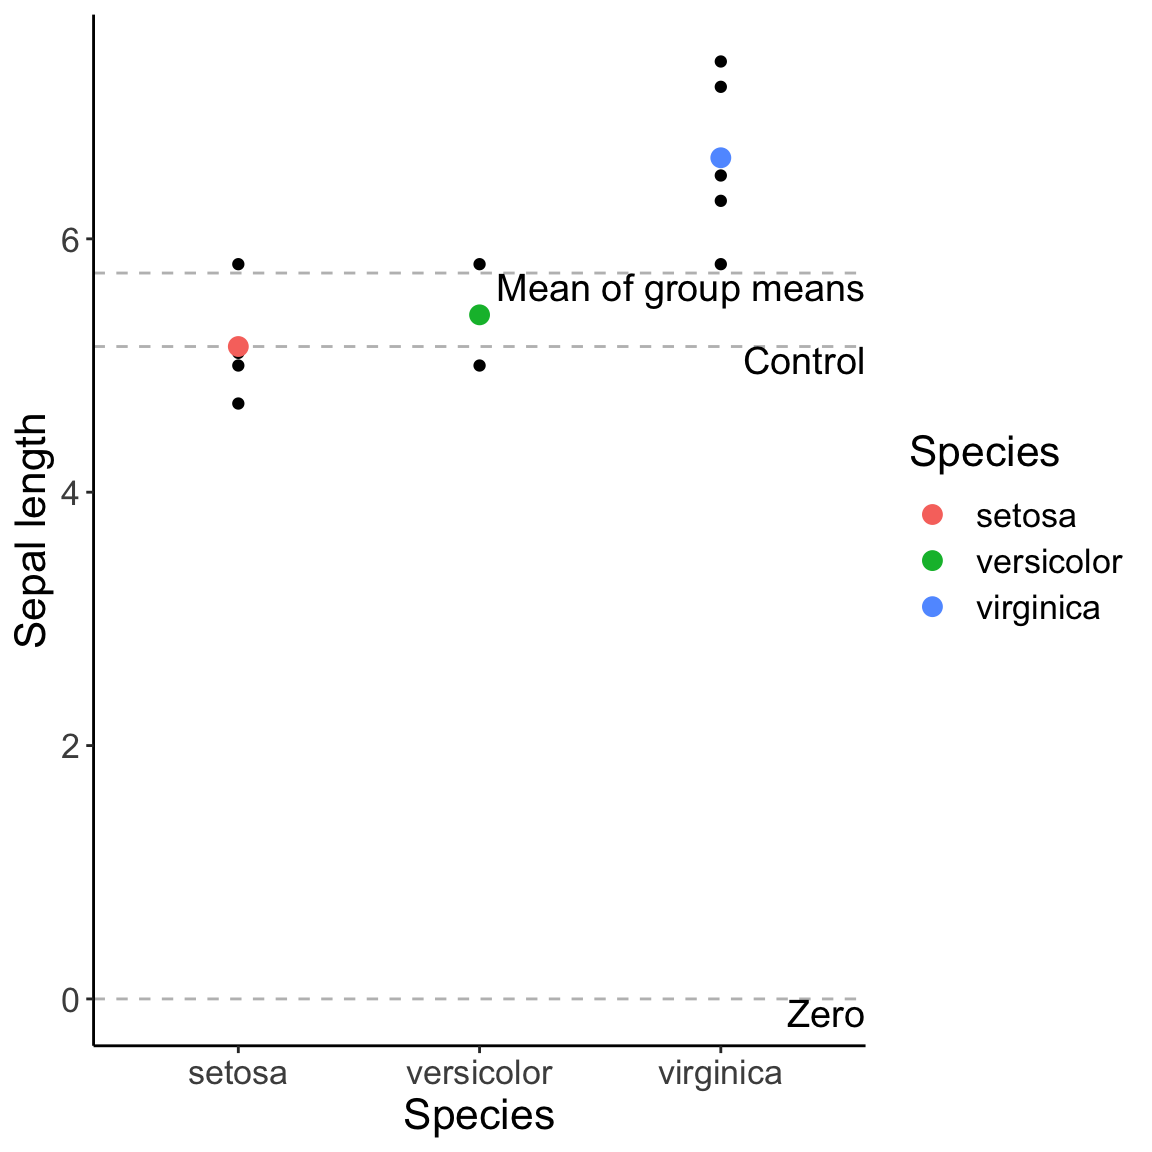 6
Mean of group means
Control
4
2
0
Zero
Sepal length
setosa
versicolor
virginica
Species
Species
setosa
versicolor
virginica